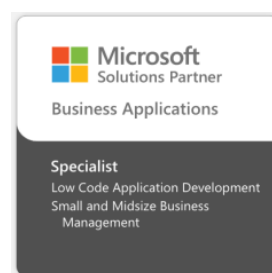 Microsoft
Solutions Partner
Business Applications
Specialist
Low Code Application Development
Small and Midsize Business
Management